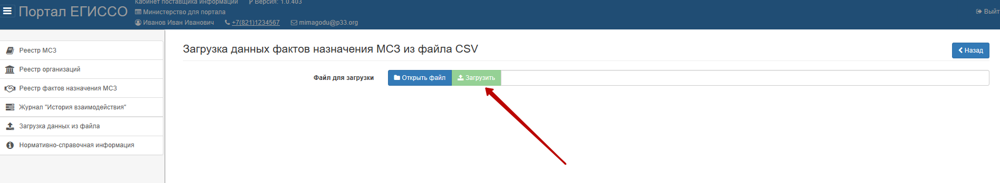 Кабинет поставщика информации Версия: 1.0.403
Портал ЕГИССО
Министерство для портала
Выйт
Иванов Иван Иванович +7(821)1234567 mimagodu@p33.org
Реестр МСЗ
Реестр организаций
Реестр фактов назначения МСЗ
Журнал "История взаимодействия"
Загрузка данных из файла
Нормативно-справочная информация
Загрузка данных фактов назначения МСЗ из файла CSV
Назад
Файл для загрузки Открыть файл Загрузить